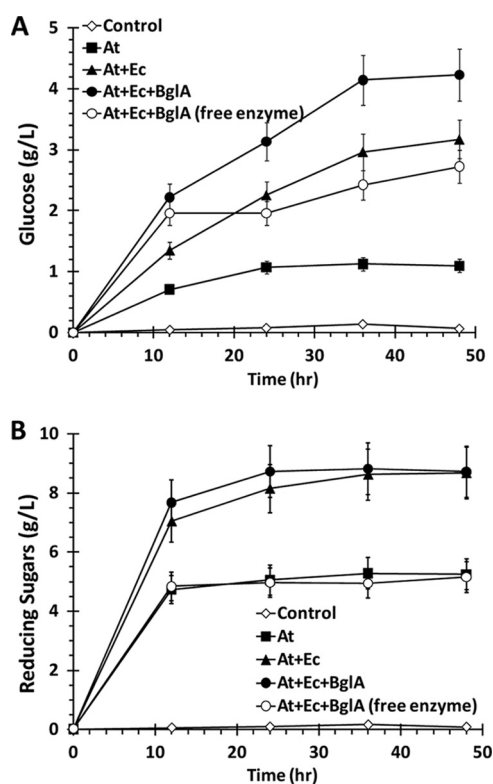 A
Control
At
At+Ec
At+Ec+BglA
At+Ec+BglA (free enzyme)
Glucose (g/L)
5
4
3
2
1
0
0 10 20 30 40 50
Time (hr)
B
Reducing Sugars (g/L)
10
8
6
4
2
0
Control
At
At+Ec
At+Ec+BglA
At+Ec+BglA (free enzyme)
0 10 20 30 40 50
Time (hr)